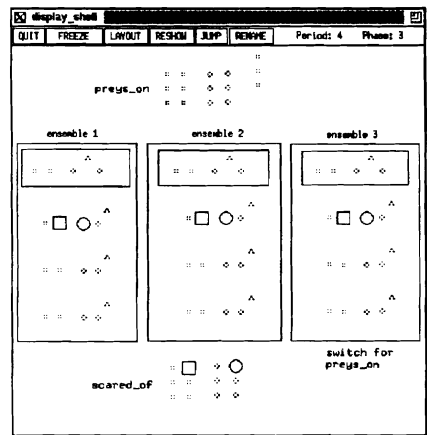 display_shell
QUIT FREEZE LAYOUT RESHOW JUMP RENAME Period: 4 Phase: 3
preys_on
ensemble 1 ensemble 2 ensemble 3
switch for
preys_on
scared_of